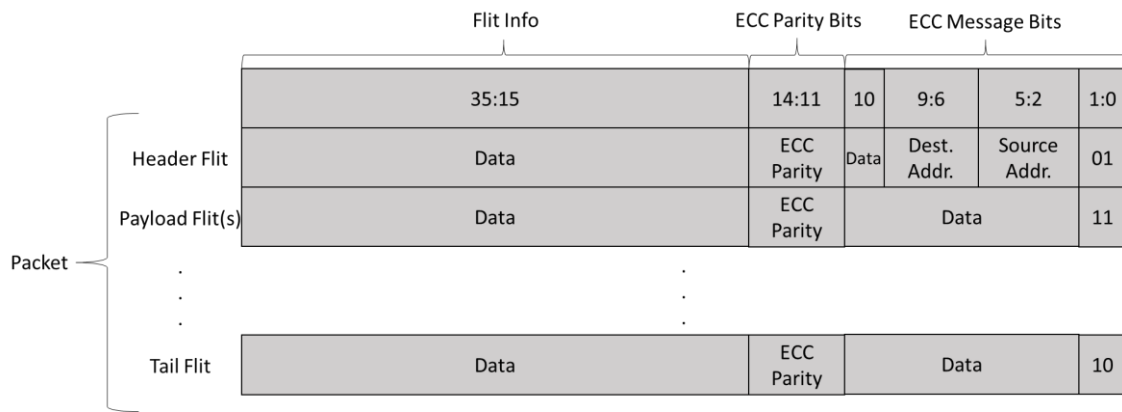 Flit Info ECC Parity Bits ECC Message Bits
35:15 14:11 10 9:6 5:2 1:0
Header Flit Data ECC Parity Data Dest. Addr. Source Addr. 01
Payload Flit(s) Data ECC Parity Data 11
Packet
. .
. .
. .
Tail Flit Data ECC Parity Data 10